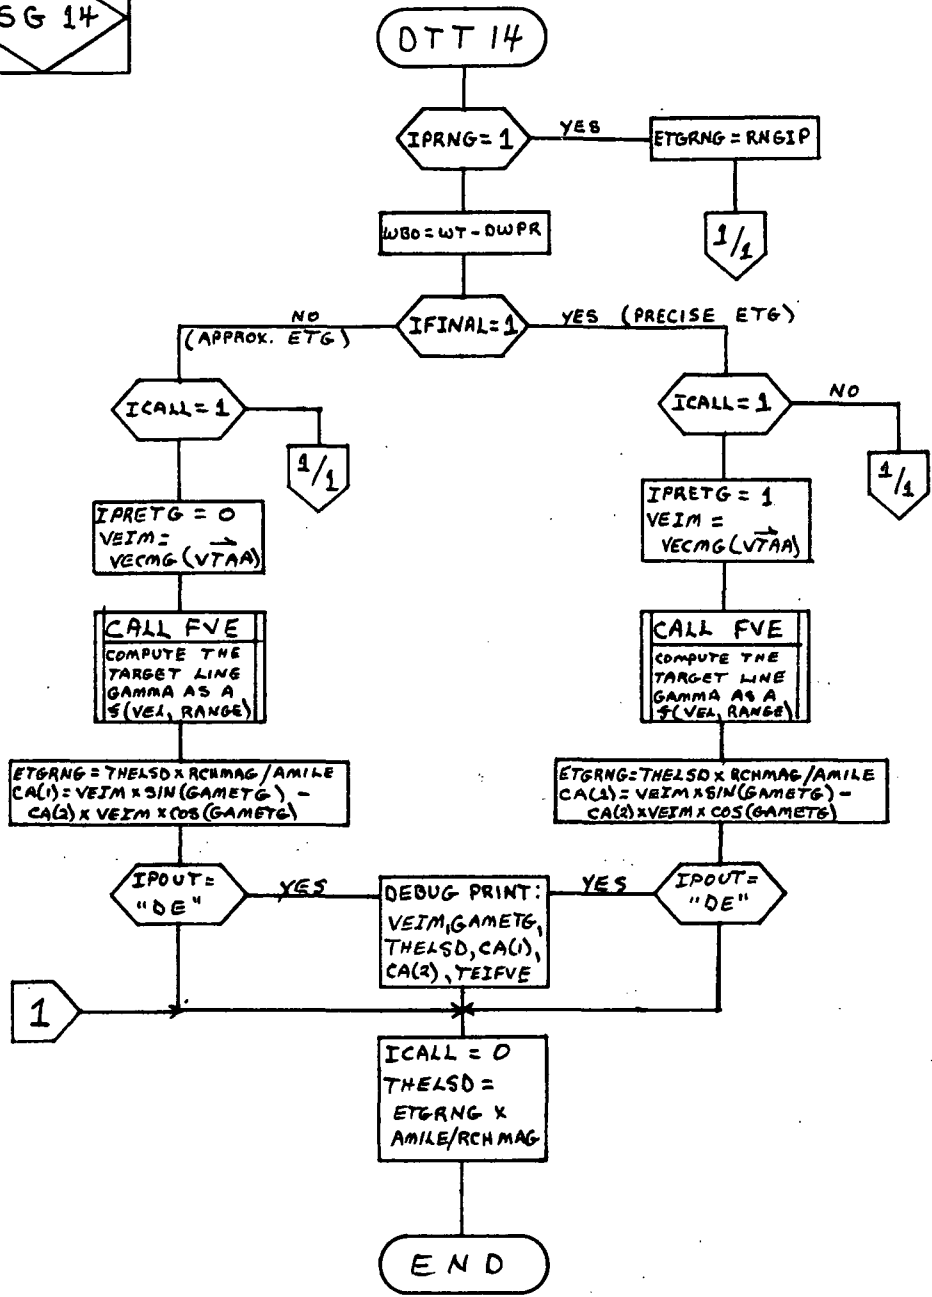 SG 14
DTT 14
IPRNG = 1
YES
ETGRNG = RNGIP
1/1
WBO = WT - DWPR
IFINAL = 1
NO
(APPROX. ETG)
YES (PRECISE ETG)
ICALL = 1
1/1
ICALL = 1
NO
1/1
IPRETG = 0
VEIM =
VECMG (VTAA)
IPRETG = 1
VEIM =
VECMG (VTAA)
CALL FVE
COMPUTE THE
TARGET LINE
GAMMA AS A
f(VEL, RANGE)
CALL FVE
COMPUTE THE
TARGET LINE
GAMMA AS A
f(VEL, RANGE)
ETGRNG = THELSD x RCHMAG / AMILE
CA(1) = VEIM x SIN(GAMETG) -
CA(2) x VEIM x COS(GAMETG)
ETGRNG = THELSD x RCHMAG / AMILE
CA(1) = VEIM x SIN(GAMETG) -
CA(2) x VEIM x COS(GAMETG)
IPOUT =
"DE"
YES
DEBUG PRINT:
VEIM, GAMETG,
THELSD, CA(1),
CA(2), TEIFVE
YES
IPOUT =
"DE"
1
ICALL = 0
THELSD =
ETGRNG x
AMILE/RCHMAG
END